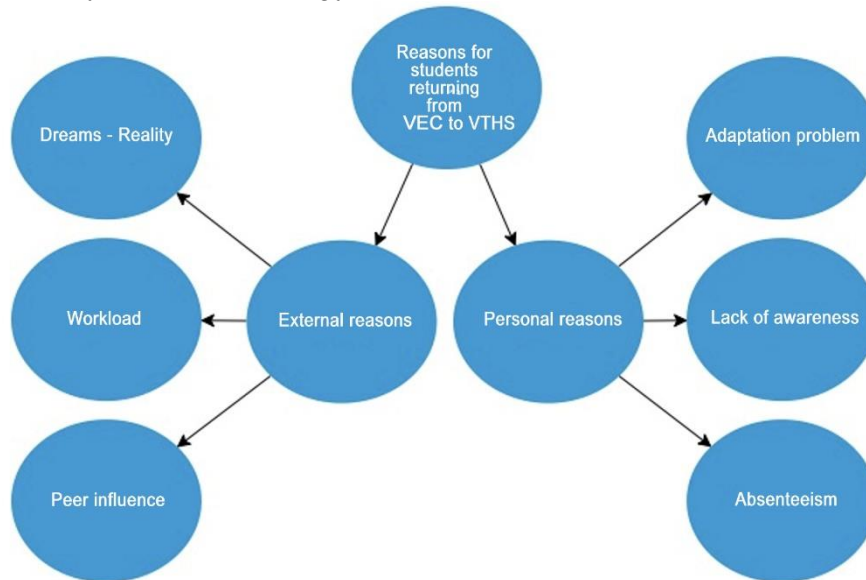 Reasons for
students
returning
from
VEC to VTHS
Dreams - Reality
Adaptation problem
Workload
External reasons
Personal reasons
Lack of awareness
Peer influence
Absenteeism